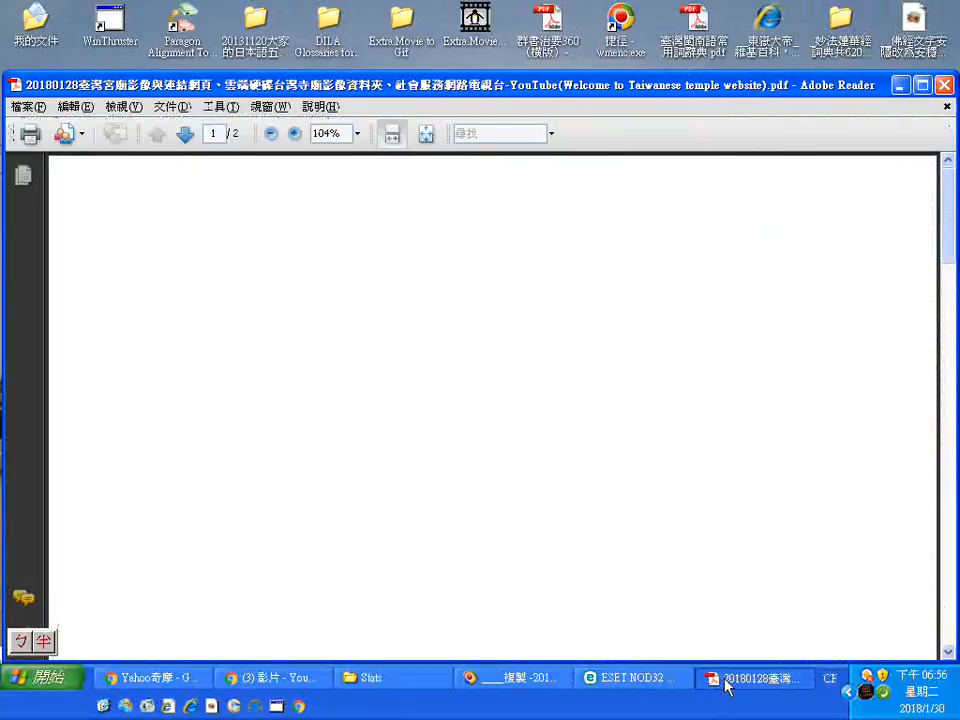 我的文件
WinThruster
Paragon
Alignment To...
20131120大家
的日本語五...
DILA
Glossaries for...
Extra.Movie to
Gif
Extra.Movie...
群書治要360
(橫版)
捷徑 -
wmenc.exe
臺灣閩南語常
用詞辭典.pdf
東嶽大帝_
維基百科，...
妙法蓮華經
詞典共620...
佛經文字安
隱改為安穩...
20180128臺灣宮廟影像與連結網頁、雲端硬碟台灣寺廟影像資料夾、社會服務網路電視台-YouTube(Welcome to Taiwanese temple website).pdf - Adobe Reader
檔案(F) 編輯(E) 檢視(V) 文件(D) 工具(T) 視窗(W) 說明(H)
1 / 2 104% 尋找
ㄅ 半
開始 Yahoo奇摩 - G... (3) 影片 - You... Stats ____複製 -201... ESET NOD32 ... 20180128臺灣... CH
下午 06:56
星期二
2018/1/30